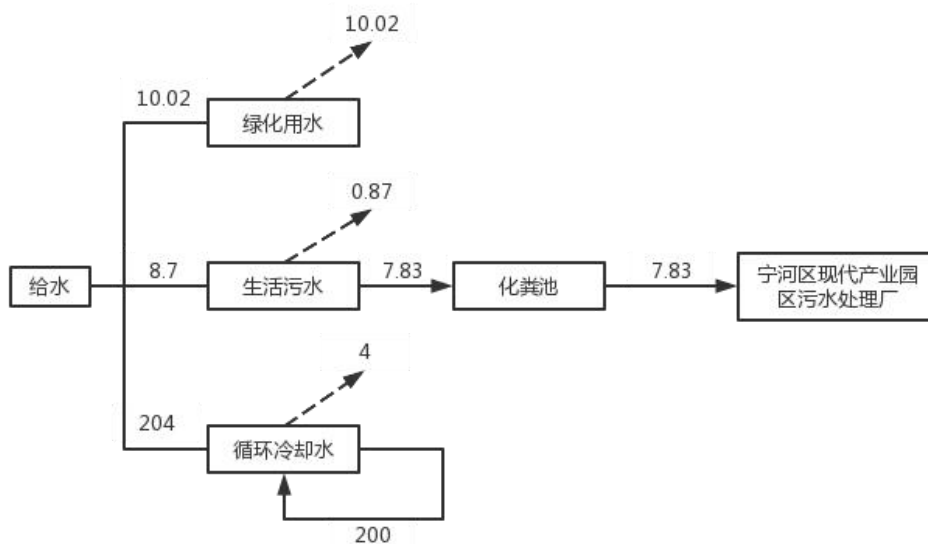 10.02
10.02
绿化用水
0.87
给水
8.7
生活污水
7.83
化粪池
7.83
宁河区现代产业园
区污水处理厂
4
204
循环冷却水
200